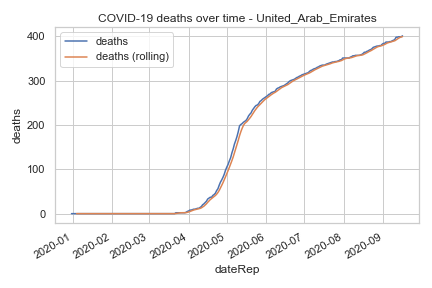 COVID-19 deaths over time - United_Arab_Emirates
deaths
deaths (rolling)
400
300
200
100
0
deaths
2020-01
2020-02
2020-03
2020-04
2020-05
2020-06
2020-07
2020-08
2020-09
dateRep